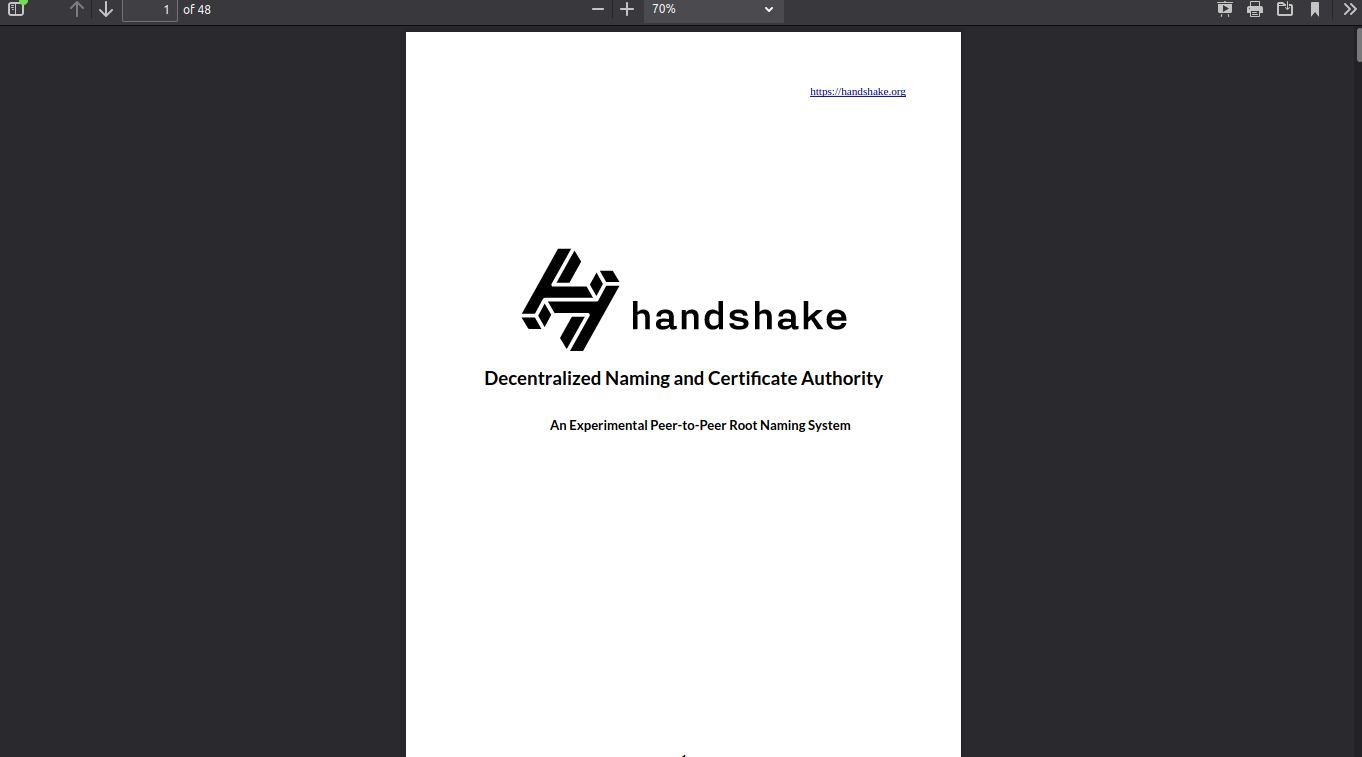 1 of 48 70%
https://handshake.org
handshake
Decentralized Naming and Certificate Authority
An Experimental Peer-to-Peer Root Naming System